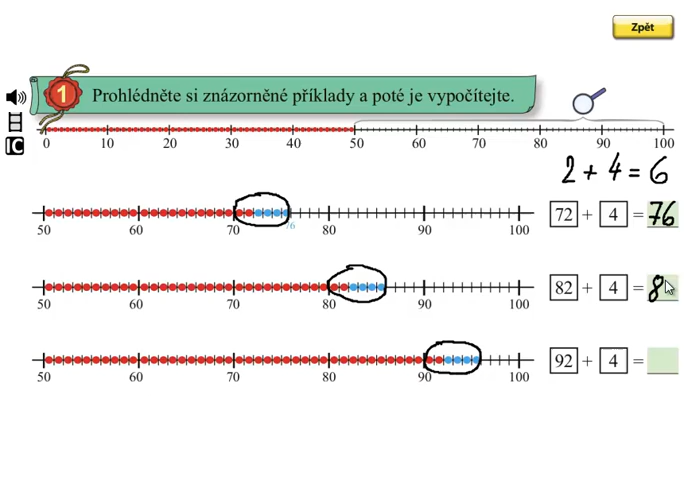 Zpět
1 Prohlédněte si znázorněné příklady a poté je vypočítejte.
0 10 20 30 40 50 60 70 80 90 100
2 + 4 = 6
72 + 4 = 76
76
50 60 70 80 90 100
82 + 4 = 8
50 60 70 80 90 100
92 + 4 =
50 60 70 80 90 100